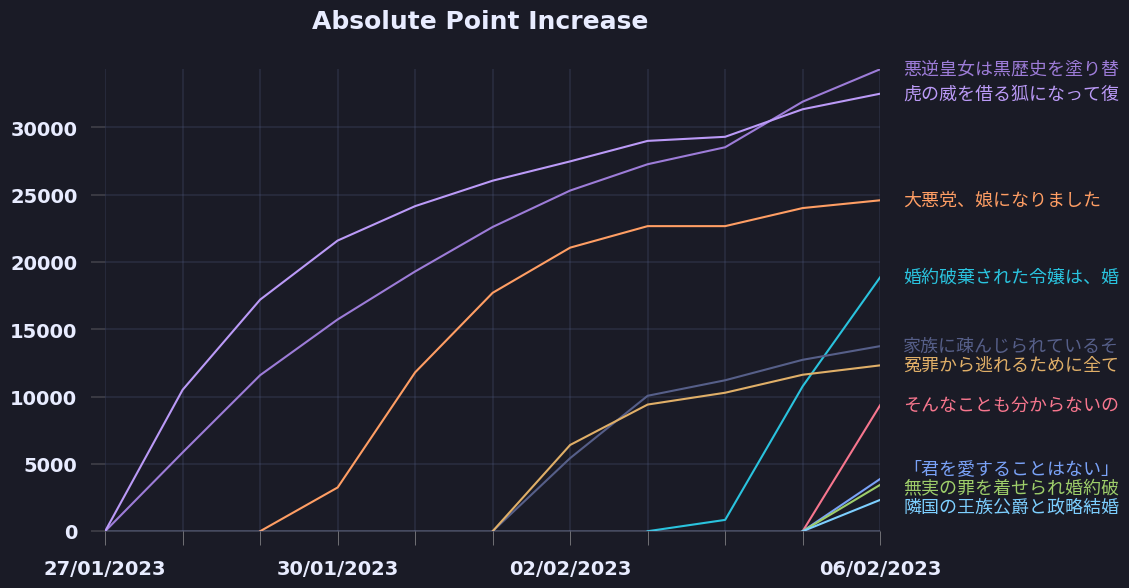 Absolute Point Increase
悪逆皇女は黒歴史を塗り替
虎の威を借る狐になって復
30000
25000
大悪党、娘になりました
20000
婚約破棄された令嬢は、婚
15000
家族に疎んじられているそ
冤罪から逃れるために全て
10000
そんなことも分からないの
5000
「君を愛することはない」
無実の罪を着せられ婚約破
隣国の王族公爵と政略結婚
0
27/01/2023
30/01/2023
02/02/2023
06/02/2023